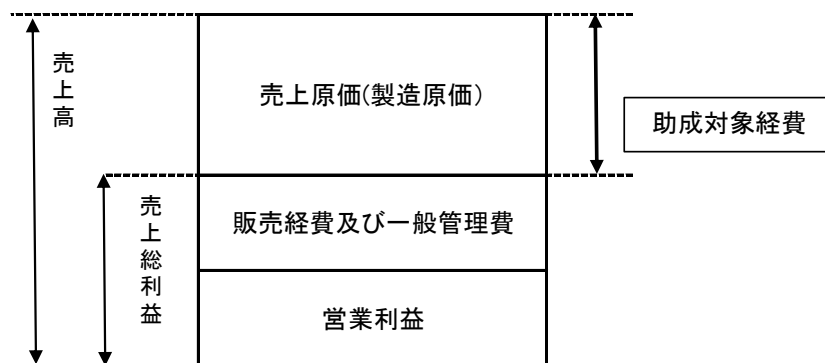 売上高
売上原価(製造原価)
助成対象経費
売上総利益
販売経費及び一般管理費
営業利益